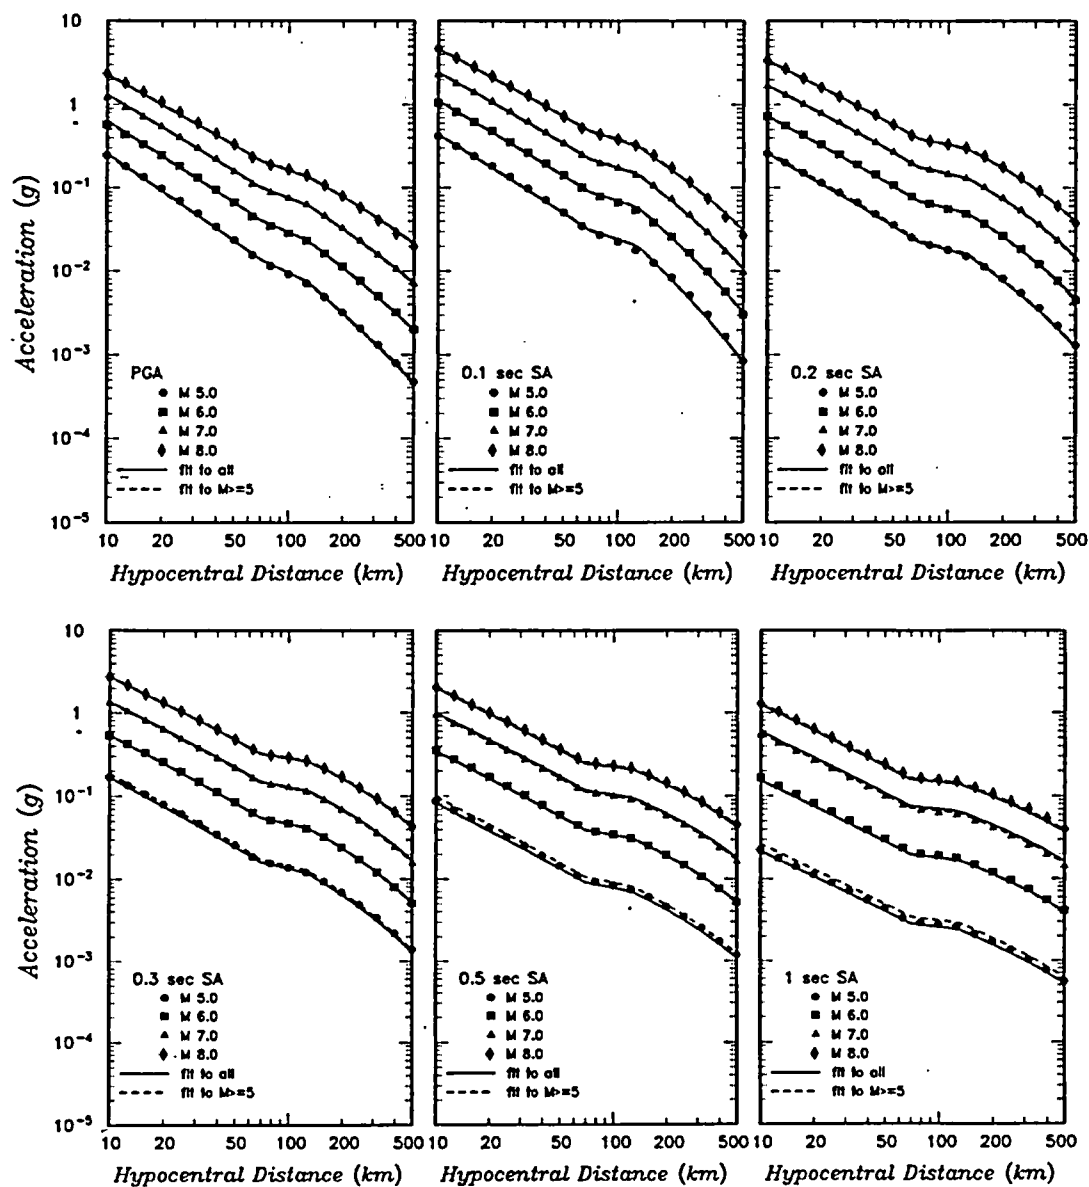 10
1
10⁻¹
10⁻²
10⁻³
10⁻⁴
10⁻⁵
Acceleration (g)
PGA
M 5.0
M 6.0
M 7.0
M 8.0
fit to all
fit to M>=5
10 20 50 100 200 500
Hypocentral Distance (km)
0.1 sec SA
M 5.0
M 6.0
M 7.0
M 8.0
fit to all
fit to M>=5
10 20 50 100 200 500
Hypocentral Distance (km)
0.2 sec SA
M 5.0
M 6.0
M 7.0
M 8.0
fit to all
fit to M>=5
10 20 50 100 200 500
Hypocentral Distance (km)
10
1
10⁻¹
10⁻²
10⁻³
10⁻⁴
10⁻⁵
Acceleration (g)
0.3 sec SA
M 5.0
M 6.0
M 7.0
M 8.0
fit to all
fit to M>=5
10 20 50 100 200 500
Hypocentral Distance (km)
0.5 sec SA
M 5.0
M 6.0
M 7.0
M 8.0
fit to all
fit to M>=5
10 20 50 100 200 500
Hypocentral Distance (km)
1 sec SA
M 5.0
M 6.0
M 7.0
M 8.0
fit to all
fit to M>=5
10 20 50 100 200 500
Hypocentral Distance (km)